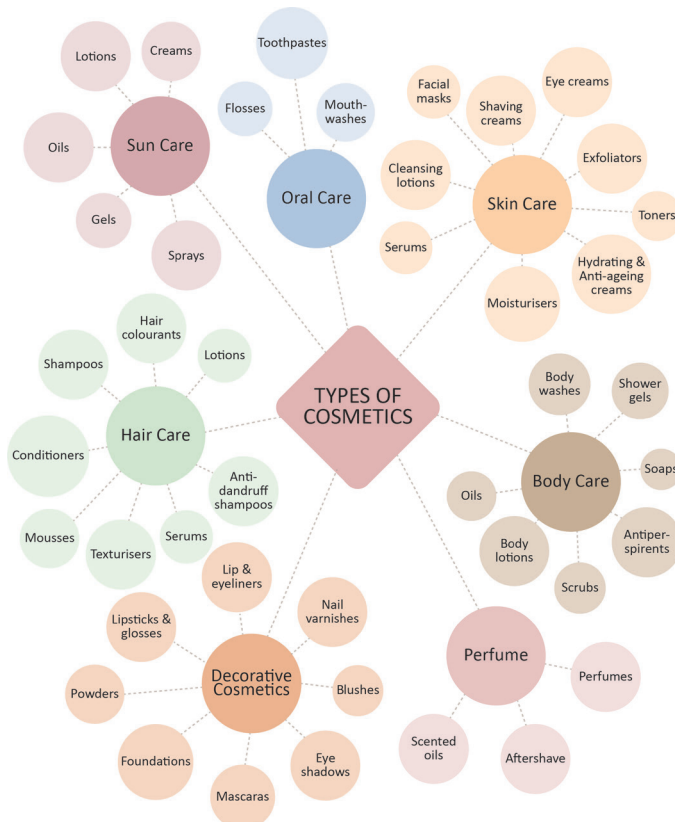 Creams
Lotions
Oils
Sun Care
Gels
Sprays
Toothpastes
Flosses
Mouth-
washes
Oral Care
Facial
masks
Shaving
creams
Eye creams
Cleansing
lotions
Exfoliators
Skin Care
Toners
Serums
Hydrating &
Anti-ageing
creams
Moisturisers
TYPES OF
COSMETICS
Hair
colourants
Lotions
Shampoos
Hair Care
Conditioners
Anti-
dandruff
shampoos
Mousses
Texturisers
Serums
Body
washes
Shower
gels
Body Care
Soaps
Oils
Body
lotions
Antiper-
spirents
Scrubs
Lip &
eyeliners
Nail
varnishes
Lipsticks &
glosses
Decorative
Cosmetics
Powders
Blushes
Foundations
Eye
shadows
Mascaras
Perfume
Perfumes
Scented
oils
Aftershave